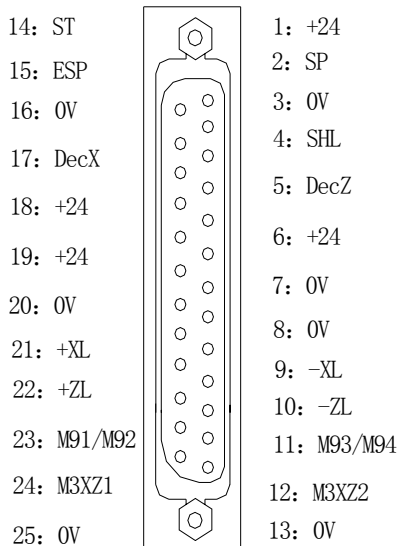 14: ST
15: ESP
16: 0V
17: DecX
18: +24
19: +24
20: 0V
21: +XL
22: +ZL
23: M91/M92
24: M3XZ1
25: 0V
1: +24
2: SP
3: 0V
4: SHL
5: DecZ
6: +24
7: 0V
8: 0V
9: -XL
10: -ZL
11: M93/M94
12: M3XZ2
13: 0V